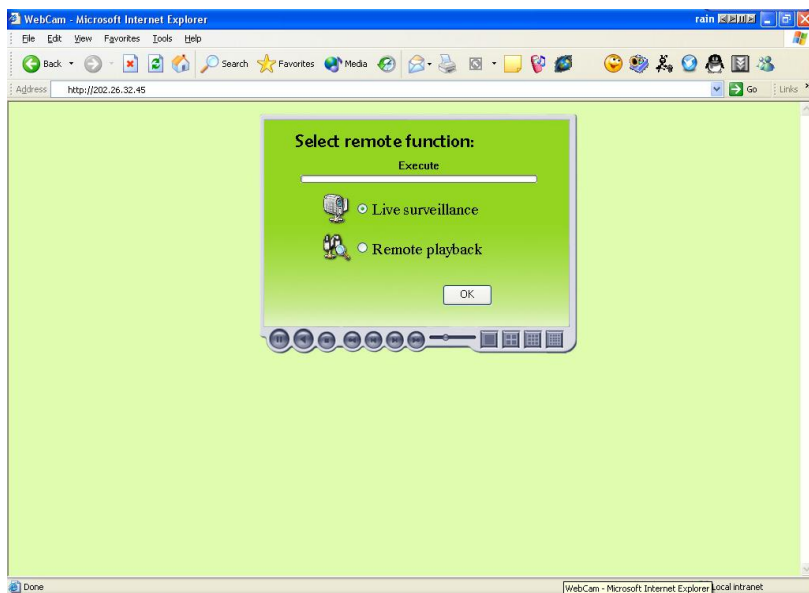 WebCam - Microsoft Internet Explorer
rain
File Edit View Favorites Tools Help
Back Search Favorites Media
Address http://202.26.32.45 Go Links
Select remote function:
Execute
Live surveillance
Remote playback
OK
Done
WebCam - Microsoft Internet Explorer
Local intranet